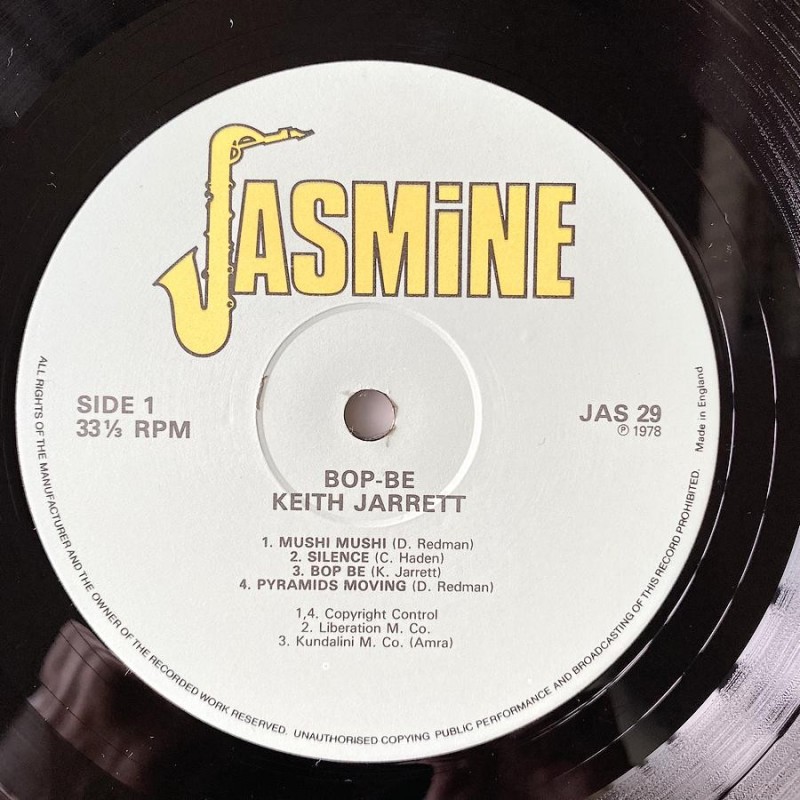 JASMiNE
SIDE 1
33⅓ RPM
JAS 29
℗ 1978
BOP-BE
KEITH JARRETT
1. MUSHI MUSHI (D. Redman)
2. SILENCE (C. Haden)
3. BOP BE (K. Jarrett)
4. PYRAMIDS MOVING (D. Redman)
1,4. Copyright Control
2. Liberation M. Co.
3. Kundalini M. Co. (Amra)
ALL RIGHTS OF THE MANUFACTURER AND THE OWNER OF THE RECORDED WORK RESERVED. UNAUTHORISED COPYING PUBLIC PERFORMANCE AND BROADCASTING OF THIS RECORD PROHIBITED. Made in England